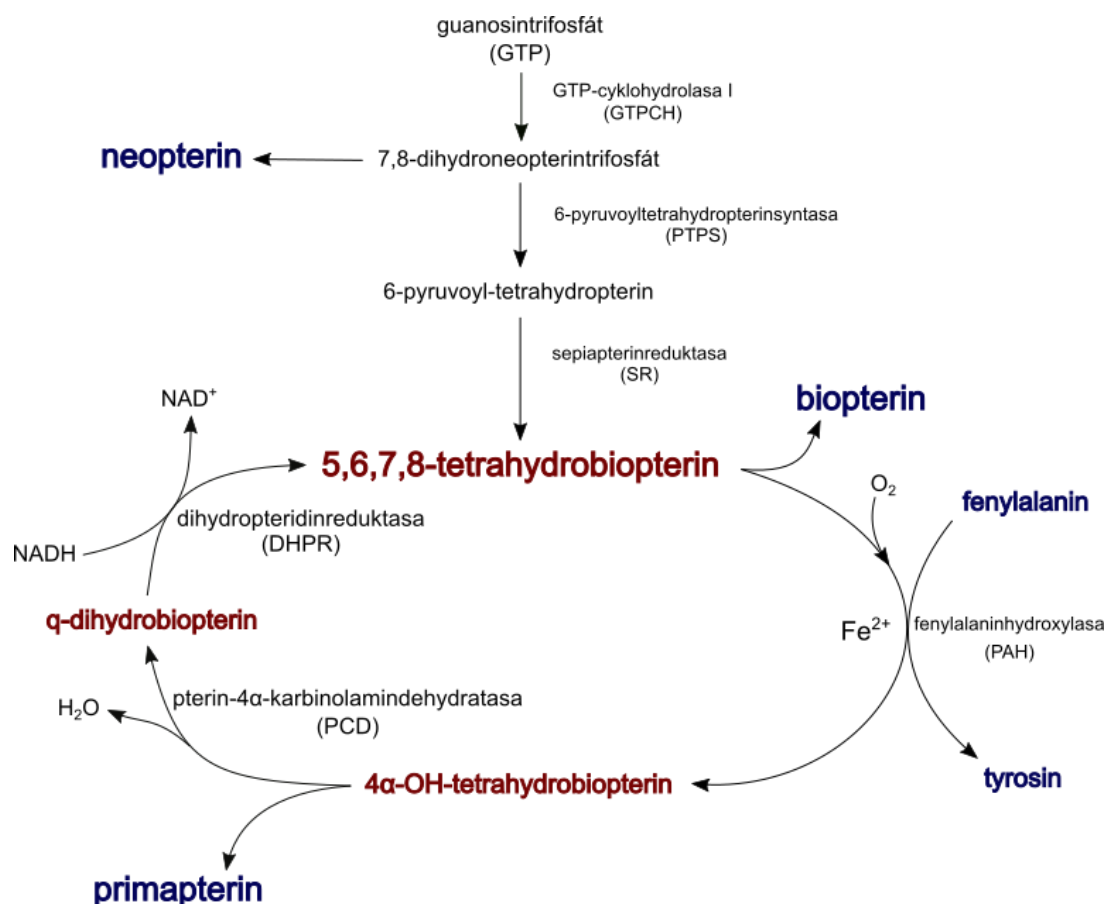 guanosintrifosfát
(GTP)
GTP-cyklohydrolasa I
(GTPCH)
neopterin
7,8-dihydroneopterintrifosfát
6-pyruvoyltetrahydropterinsyntasa
(PTPS)
6-pyruvoyl-tetrahydropterin
sepiapterinreduktasa
(SR)
NAD⁺
biopterin
5,6,7,8-tetrahydrobiopterin
O₂
fenylalanin
dihydropteridinreduktasa
(DHPR)
NADH
q-dihydrobiopterin
Fe²⁺
fenylalaninhydroxylasa
(PAH)
pterin-4α-karbinolamindehydratasa
(PCD)
H₂O
4α-OH-tetrahydrobiopterin
tyrosin
primapterin